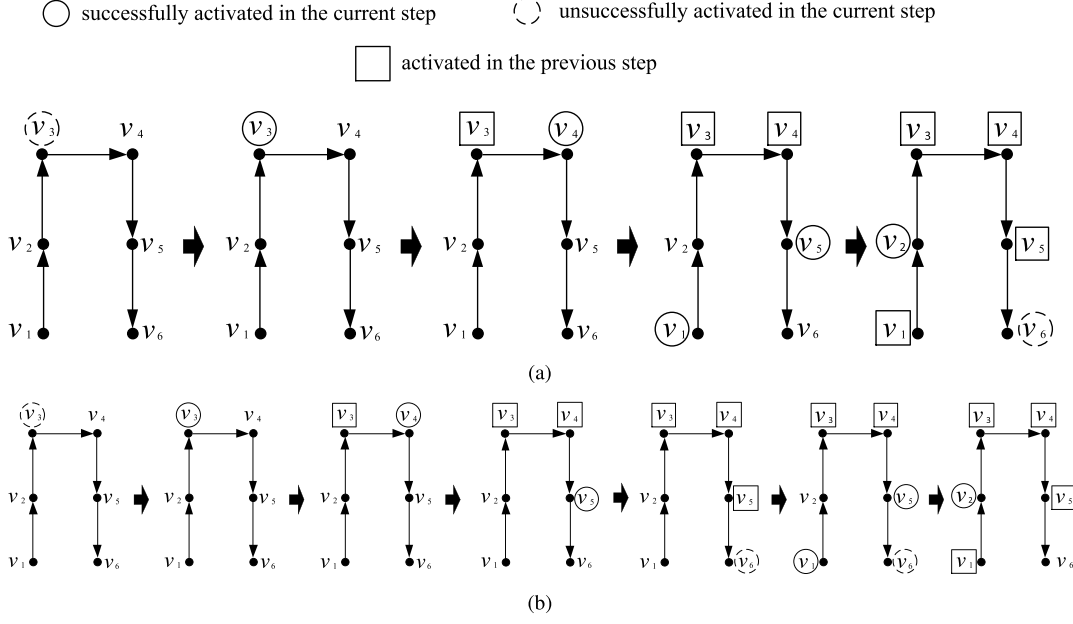 successfully activated in the current step unsuccessfully activated in the current step
activated in the previous step
v3 v4 v3 v4 v3 v4 v3 v4 v3 v4
v2 v5 v2 v5 v2 v5 v2 v5 v2 v5
v1 v6 v1 v6 v1 v6 v1 v6 v1 v6
(a)
v3 v4 v3 v4 v3 v4 v3 v4 v3 v4 v3 v4 v3 v4
v2 v5 v2 v5 v2 v5 v2 v5 v2 v5 v2 v5 v2 v5
v1 v6 v1 v6 v1 v6 v1 v6 v1 v6 v1 v6 v1 v6
(b)